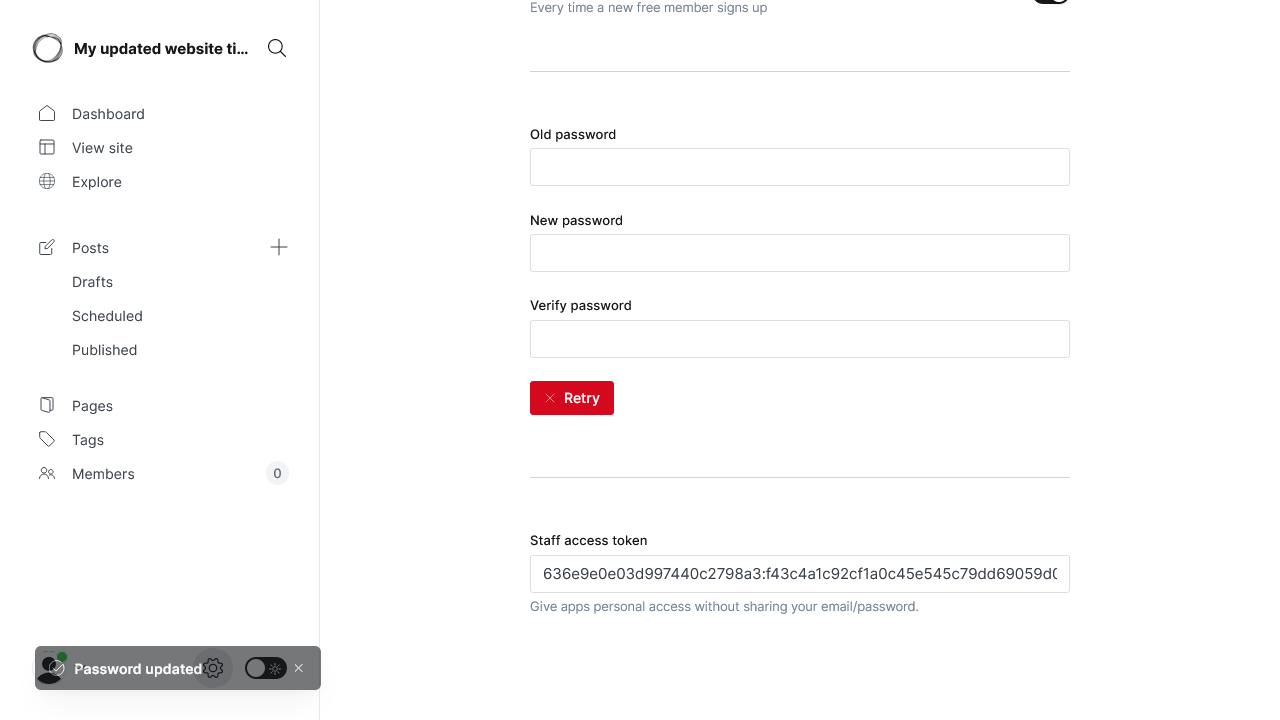 My updated website ti...
Dashboard
View site
Explore
Posts
Drafts
Scheduled
Published
Pages
Tags
Members
0
Password updated
Every time a new free member signs up
Old password
New password
Verify password
Retry
Staff access token
636e9e0e03d997440c2798a3:f43c4a1c92cf1a0c45e545c79dd69059d0
Give apps personal access without sharing your email/password.